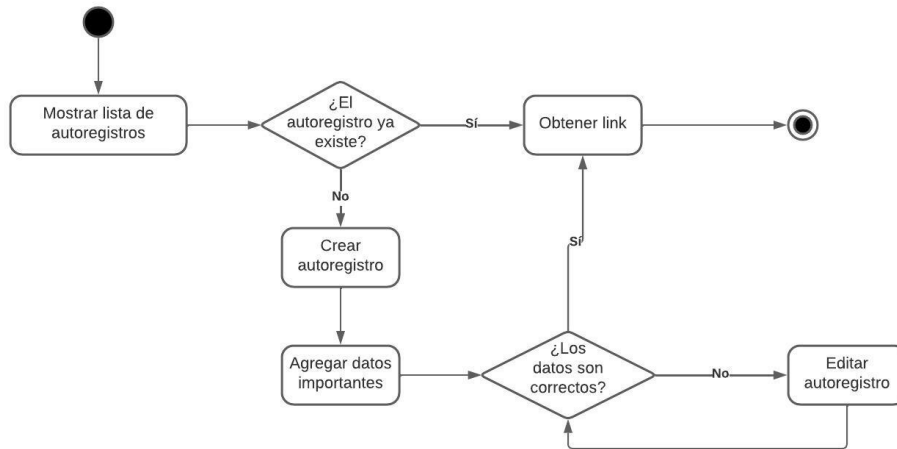 Mostrar lista de
autoregistros
¿El
autoregistro ya
existe?
Sí
Obtener link
No
Crear
autoregistro
Agregar datos
importantes
¿Los
datos son
correctos?
Sí
No
Editar
autoregistro